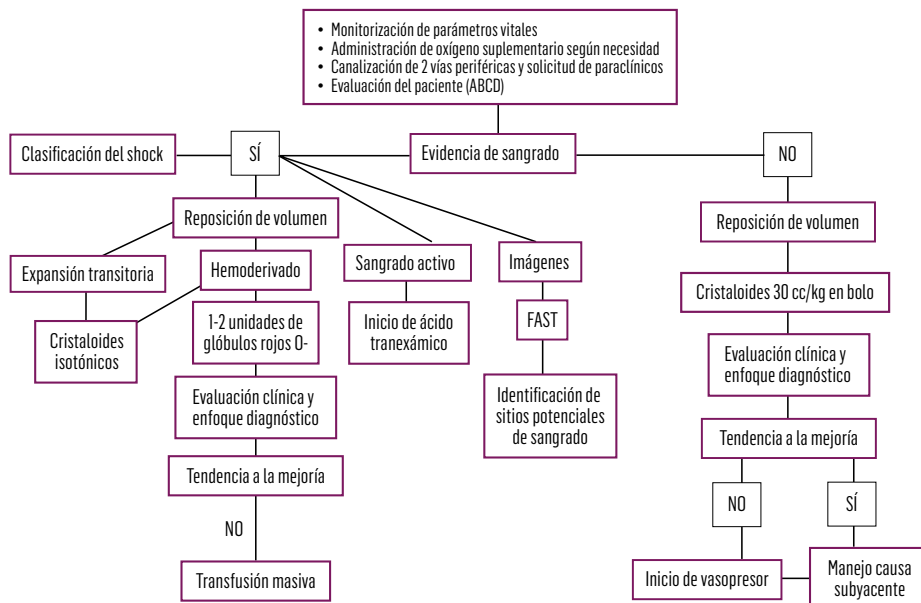 • Monitorización de parámetros vitales
• Administración de oxígeno suplementario según necesidad
• Canalización de 2 vías periféricas y solicitud de paraclínicos
• Evaluación del paciente (ABCD)
Clasificación del shock
SÍ
Evidencia de sangrado
NO
Reposición de volumen
Expansión transitoria
Hemoderivado
Cristaloides
isotónicos
1-2 unidades de
glóbulos rojos O-
Evaluación clínica y
enfoque diagnóstico
Tendencia a la mejoría
NO
Transfusión masiva
Sangrado activo
Inicio de ácido
tranexámico
Imágenes
FAST
Identificación de
sitios potenciales
de sangrado
Reposición de volumen
Cristaloides 30 cc/kg en bolo
Evaluación clínica y
enfoque diagnóstico
Tendencia a la mejoría
NO
SÍ
Inicio de vasopresor
Manejo causa
subyacente